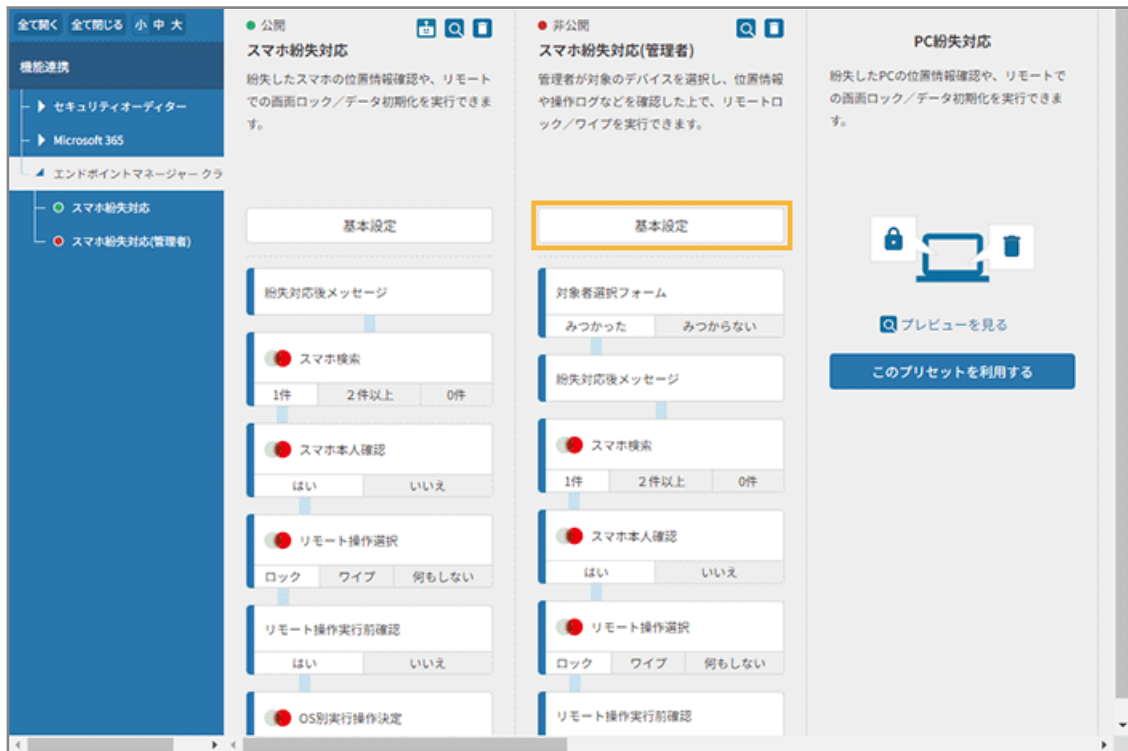 全て開く 全て閉じる 小 中 大
機能連携
セキュリティオーディター
Microsoft 365
エンドポイントマネージャー クラ
スマホ紛失対応
スマホ紛失対応(管理者)
公開
スマホ紛失対応
紛失したスマホの位置情報確認や、リモート
での画面ロック／データ初期化を実行できま
す。
基本設定
紛失対応後メッセージ
スマホ検索
1件 2件以上 0件
スマホ本人確認
はい いいえ
リモート操作選択
ロック ワイプ 何もしない
リモート操作実行前確認
はい いいえ
OS別実行操作決定
非公開
スマホ紛失対応(管理者)
管理者が対象のデバイスを選択し、位置情報
や操作ログなどを確認した上で、リモートロ
ック／ワイプを実行できます。
基本設定
対象者選択フォーム
みつかった みつからない
紛失対応後メッセージ
スマホ検索
1件 2件以上 0件
スマホ本人確認
はい いいえ
リモート操作選択
ロック ワイプ 何もしない
リモート操作実行前確認
PC紛失対応
紛失したPCの位置情報確認や、リモートで
の画面ロック／データ初期化を実行できま
す。
プレビューを見る
このプリセットを利用する